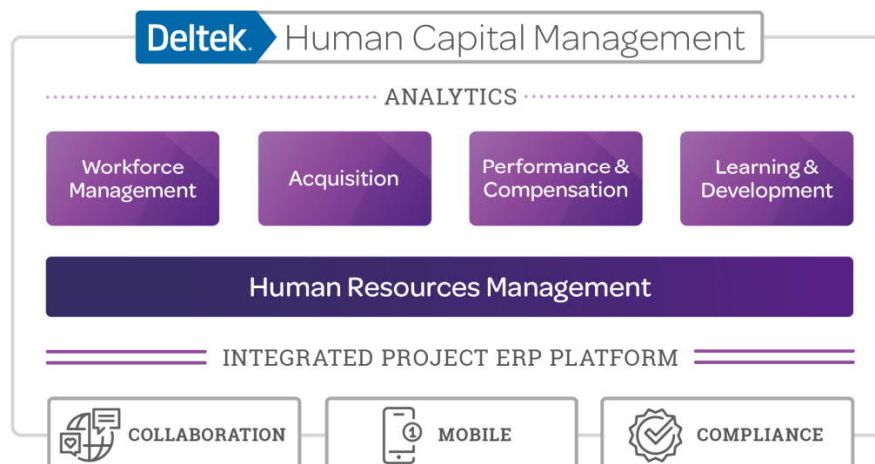 Deltek. Human Capital Management
ANALYTICS
Workforce
Management
Acquisition
Performance &
Compensation
Learning &
Development
Human Resources Management
INTEGRATED PROJECT ERP PLATFORM
COLLABORATION
1
MOBILE
COMPLIANCE